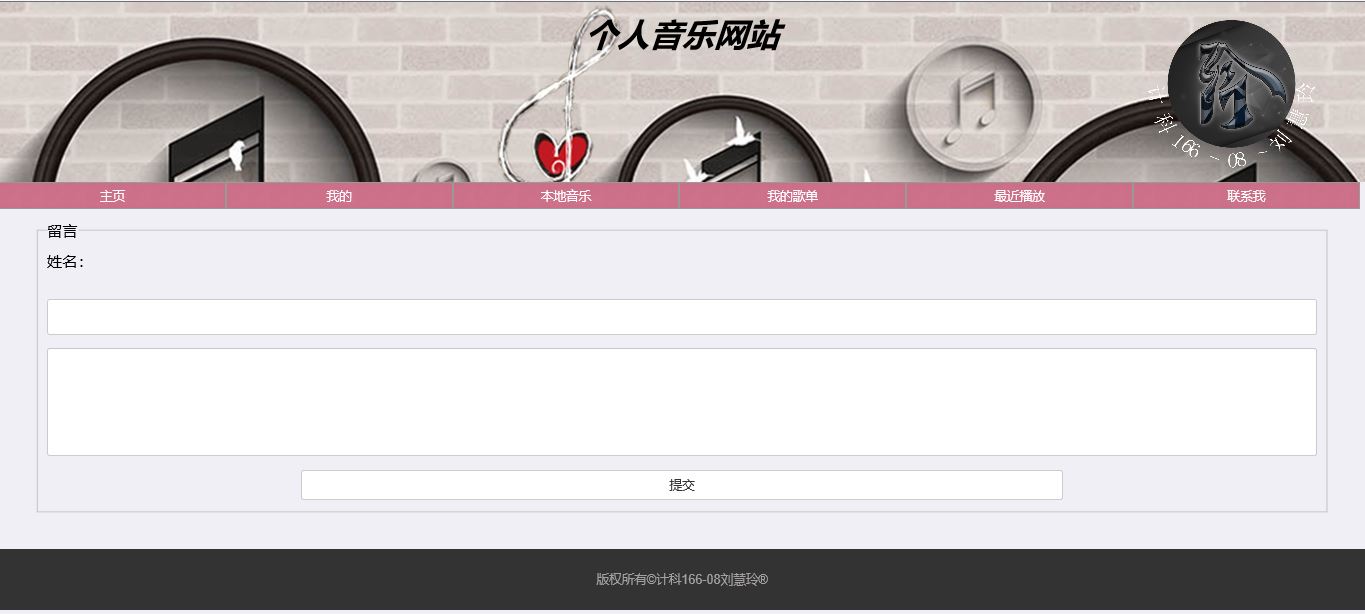 个人音乐网站
计科166-08~刘慧玲
主页
我的
本地音乐
我的歌单
最近播放
联系我
留言
姓名：
提交
版权所有©计科166-08刘慧玲®